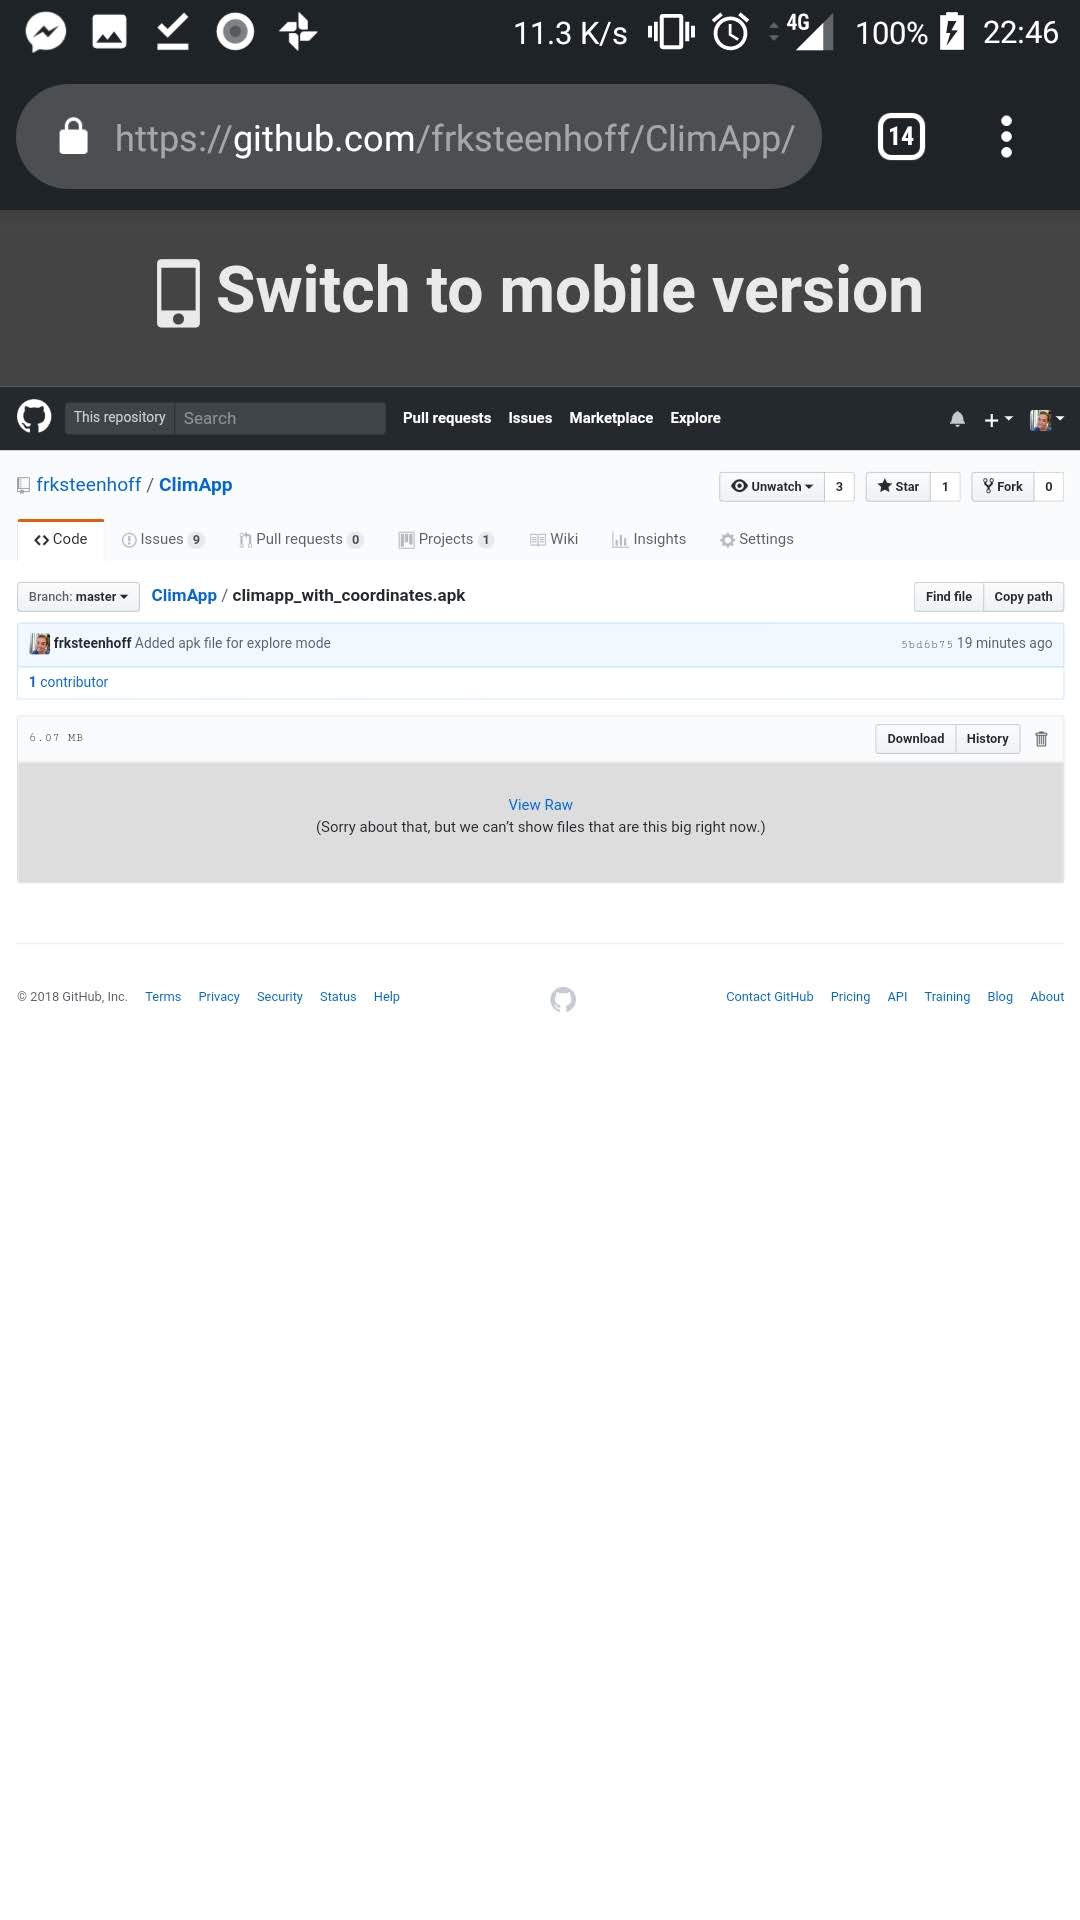 11.3 K/s 4G 100% 22:46
https://github.com/frksteenhoff/ClimApp/ 14
Switch to mobile version
This repository Search Pull requests Issues Marketplace Explore
frksteenhoff / ClimApp Unwatch 3 Star 1 Fork 0
Code Issues 9 Pull requests 0 Projects 1 Wiki Insights Settings
Branch: master ClimApp / climapp_with_coordinates.apk Find file Copy path
frksteenhoff Added apk file for explore mode 5bd6b75 19 minutes ago
1 contributor
6.07 MB Download History
View Raw
(Sorry about that, but we can't show files that are this big right now.)
© 2018 GitHub, Inc. Terms Privacy Security Status Help Contact GitHub Pricing API Training Blog About